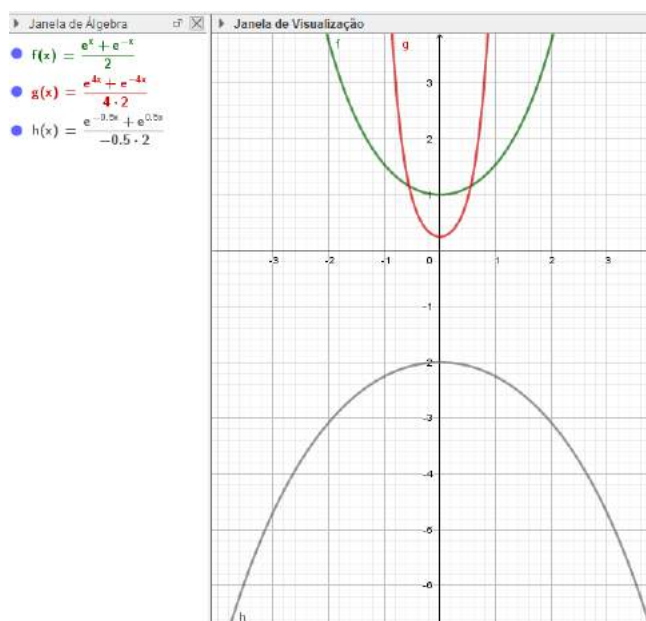 Janela de Álgebra
Janela de Visualização
f(x) = (e^x + e^-x) / 2
g(x) = (e^4x + e^-4x) / (4 · 2)
h(x) = (e^-0.5x + e^0.5x) / (-0.5 · 2)
f
g
3
2
1
-3 -2 -1 0 1 2 3
-1
-2
-3
-4
-5
-6
h